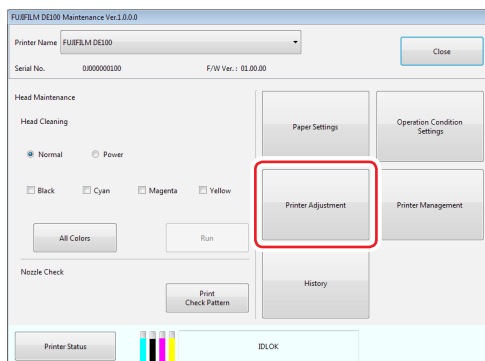 FUJIFILM DE100 Maintenance Ver.1.0.0.0
Printer Name FUJIFILM DE100
Close
Serial No. 0J000000100 F/W Ver. : 01.00.00
Head Maintenance
Head Cleaning
Normal Power
Black Cyan Magenta Yellow
All Colors Run
Nozzle Check
Print
Check Pattern
Paper Settings
Operation Condition
Settings
Printer Adjustment
Printer Management
History
Printer Status
IDLOK